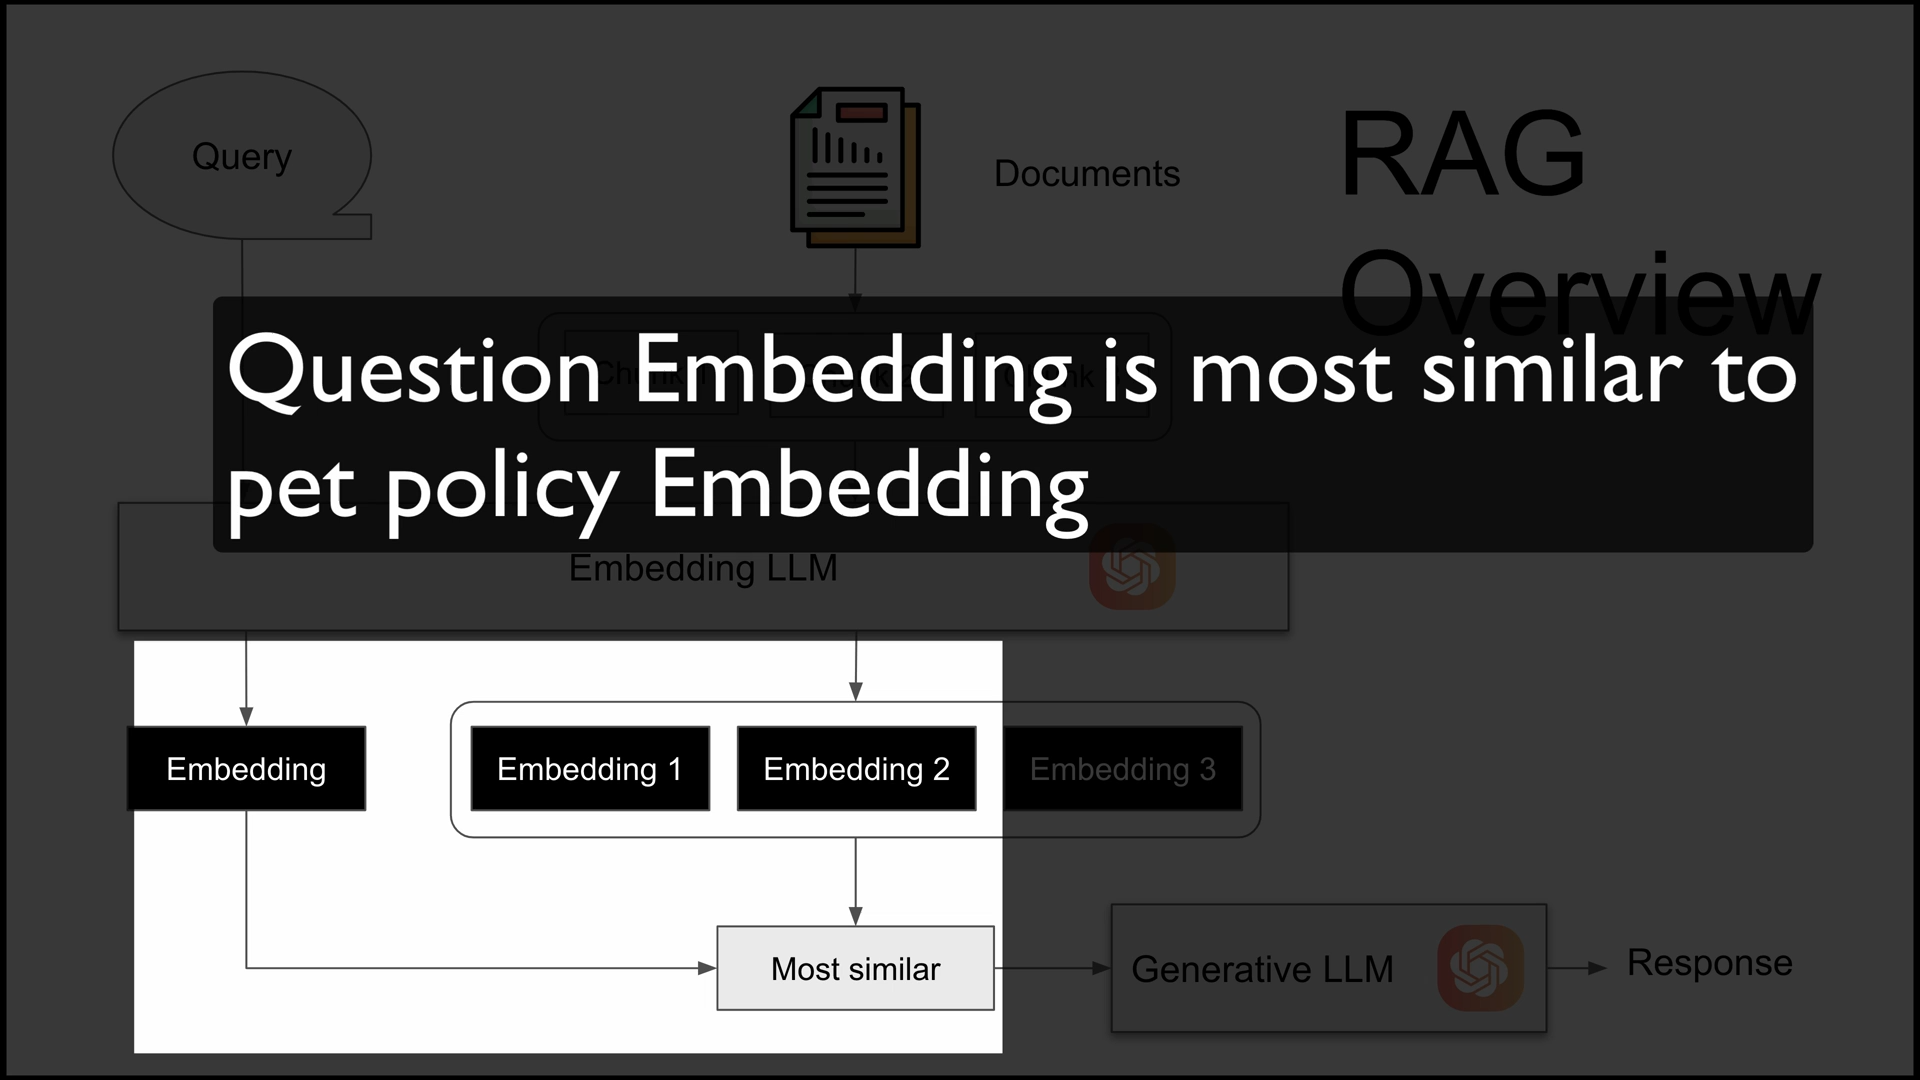 Query
Documents
RAG
Overview
Question Embedding is most similar to
pet policy Embedding
Embedding LLM
Embedding
Embedding 1
Embedding 2
Embedding 3
Most similar
Generative LLM
Response